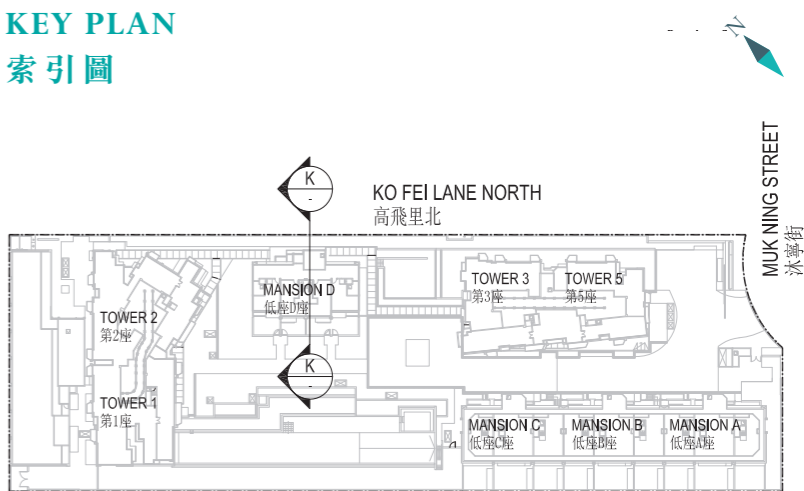 KEY PLAN
索引圖
N
MUK NING STREET
沐寧街
K
-
KO FEI LANE NORTH
高飛里北
MANSION D
低座D座
TOWER 3
第3座
TOWER 5
第5座
TOWER 2
第2座
K
-
TOWER 1
第1座
MANSION C
低座C座
MANSION B
低座B座
MANSION A
低座A座